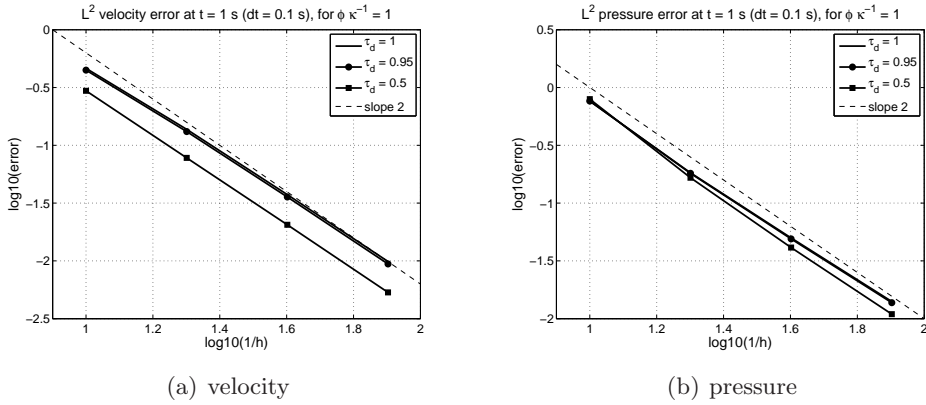 L² velocity error at t = 1 s (dt = 0.1 s), for ϕ κ⁻¹ = 1
0
−0.5
−1
−1.5
−2
−2.5
log10(error)
1
1.2
1.4
1.6
1.8
2
log10(1/h)
τd = 1
τd = 0.95
τd = 0.5
slope 2
(a) velocity
L² pressure error at t = 1 s (dt = 0.1 s), for ϕ κ⁻¹ = 1
0.5
0
−0.5
−1
−1.5
−2
log10(error)
1
1.2
1.4
1.6
1.8
2
log10(1/h)
τd = 1
τd = 0.95
τd = 0.5
slope 2
(b) pressure